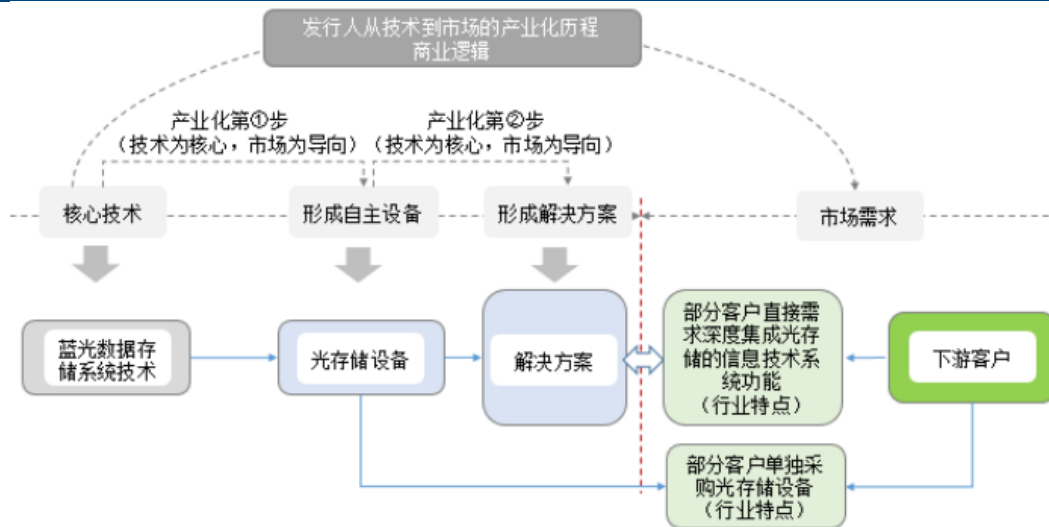 发行人从技术到市场的产业化历程
商业逻辑
产业化第①步
（技术为核心，市场为导向）
产业化第②步
（技术为核心，市场为导向）
核心技术
形成自主设备
形成解决方案
市场需求
蓝光数据存
储系统技术
光存储设备
解决方案
部分客户直接需
求深度集成光存
储的信息技术系
统功能
（行业特点）
下游客户
部分客户单独采
购光存储设备
（行业特点）